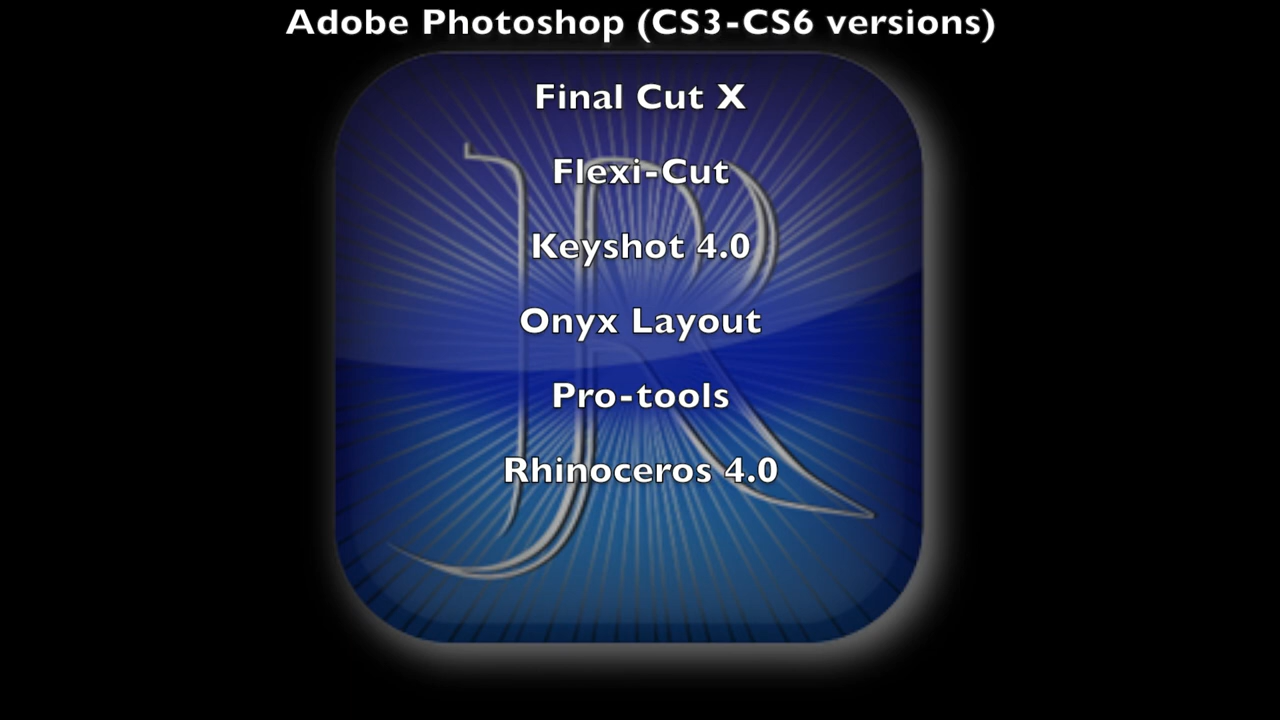 Adobe Photoshop (CS3-CS6 versions)
Final Cut X
Flexi-Cut
Keyshot 4.0
Onyx Layout
Pro-tools
Rhinoceros 4.0
JR